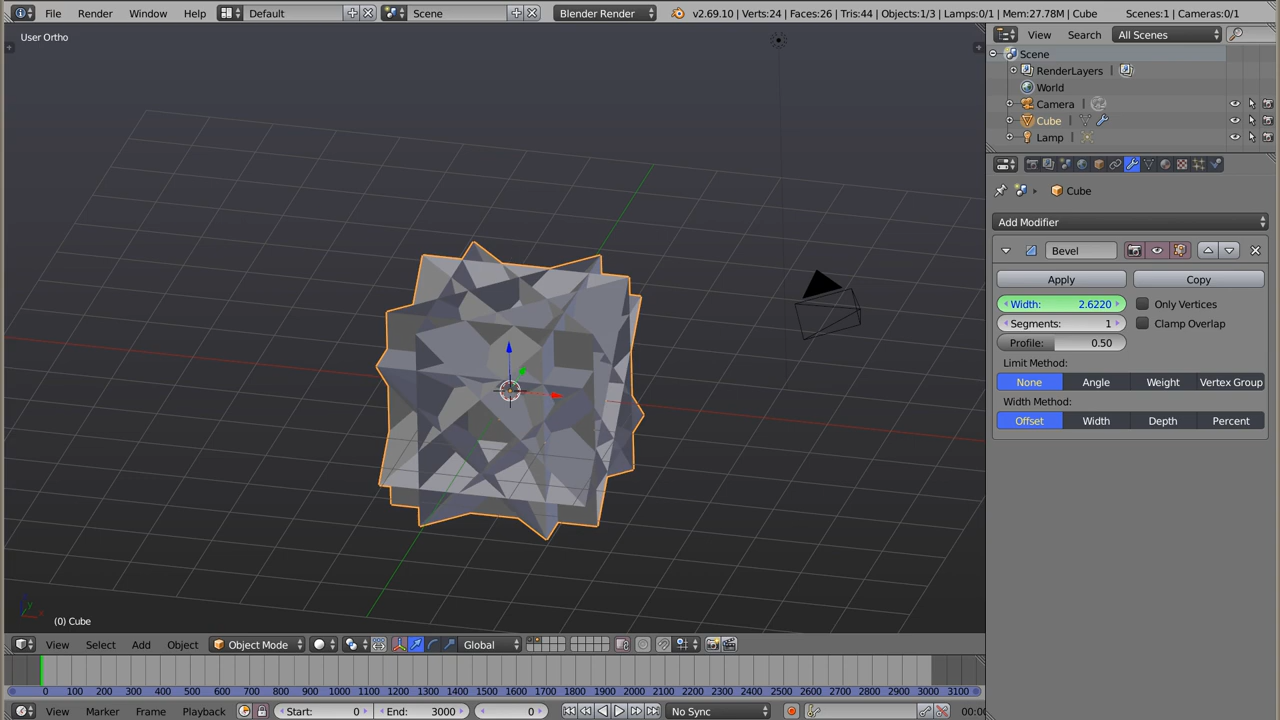 File Render Window Help Default Scene Blender Render v2.69.10 | Verts:24 | Faces:26 | Tris:44 | Objects:1/3 | Lamps:0/1 | Mem:27.78M | Cube Scenes:1 | Cameras:0/1
User Ortho
View Search All Scenes
Scene
RenderLayers
World
Camera
Cube
Lamp
Cube
Add Modifier
Bevel
Apply Copy
Width: 2.6220 Only Vertices
Segments: 1 Clamp Overlap
Profile: 0.50
Limit Method:
None Angle Weight Vertex Group
Width Method:
Offset Width Depth Percent
(0) Cube
View Select Add Object Object Mode Global
0 100 200 300 400 500 600 700 800 900 1000 1100 1200 1300 1400 1500 1600 1700 1800 1900 2000 2100 2200 2300 2400 2500 2600 2700 2800 2900 3000 3100
View Marker Frame Playback Start: 0 End: 3000 0 No Sync 00:0